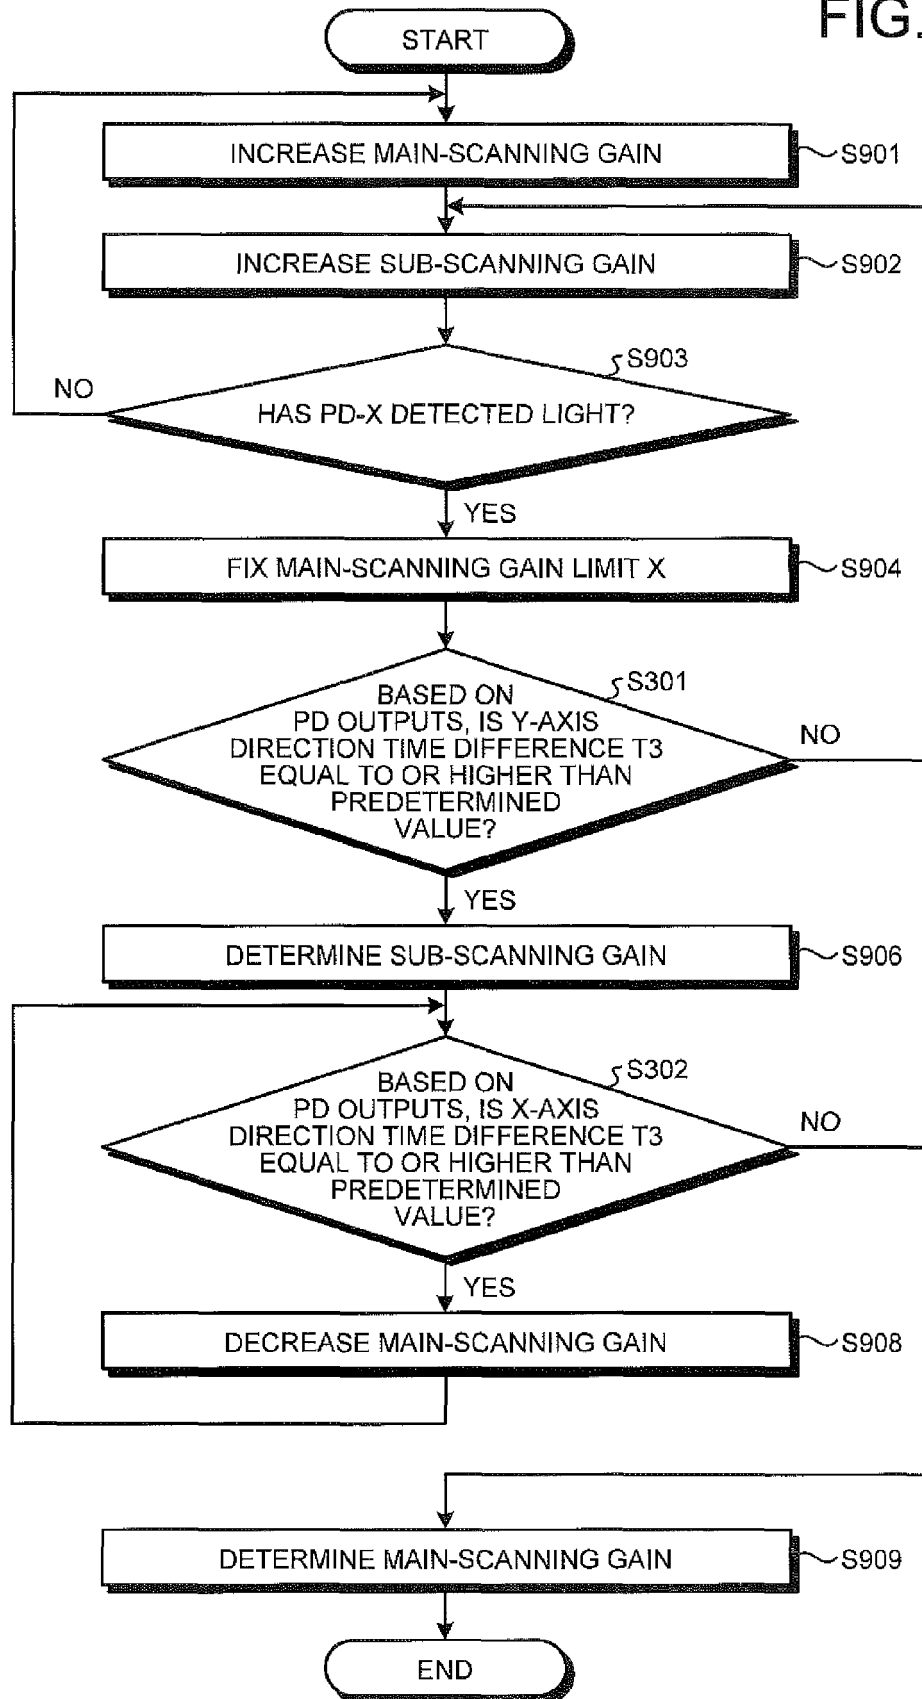 FIG.
START
INCREASE MAIN-SCANNING GAIN
S901
INCREASE SUB-SCANNING GAIN
S902
S903
NO
HAS PD-X DETECTED LIGHT?
YES
FIX MAIN-SCANNING GAIN LIMIT X
S904
S301
BASED ON
PD OUTPUTS, IS Y-AXIS
DIRECTION TIME DIFFERENCE T3
EQUAL TO OR HIGHER THAN
PREDETERMINED
VALUE?
NO
YES
DETERMINE SUB-SCANNING GAIN
S906
S302
BASED ON
PD OUTPUTS, IS X-AXIS
DIRECTION TIME DIFFERENCE T3
EQUAL TO OR HIGHER THAN
PREDETERMINED
VALUE?
NO
YES
DECREASE MAIN-SCANNING GAIN
S908
DETERMINE MAIN-SCANNING GAIN
S909
END